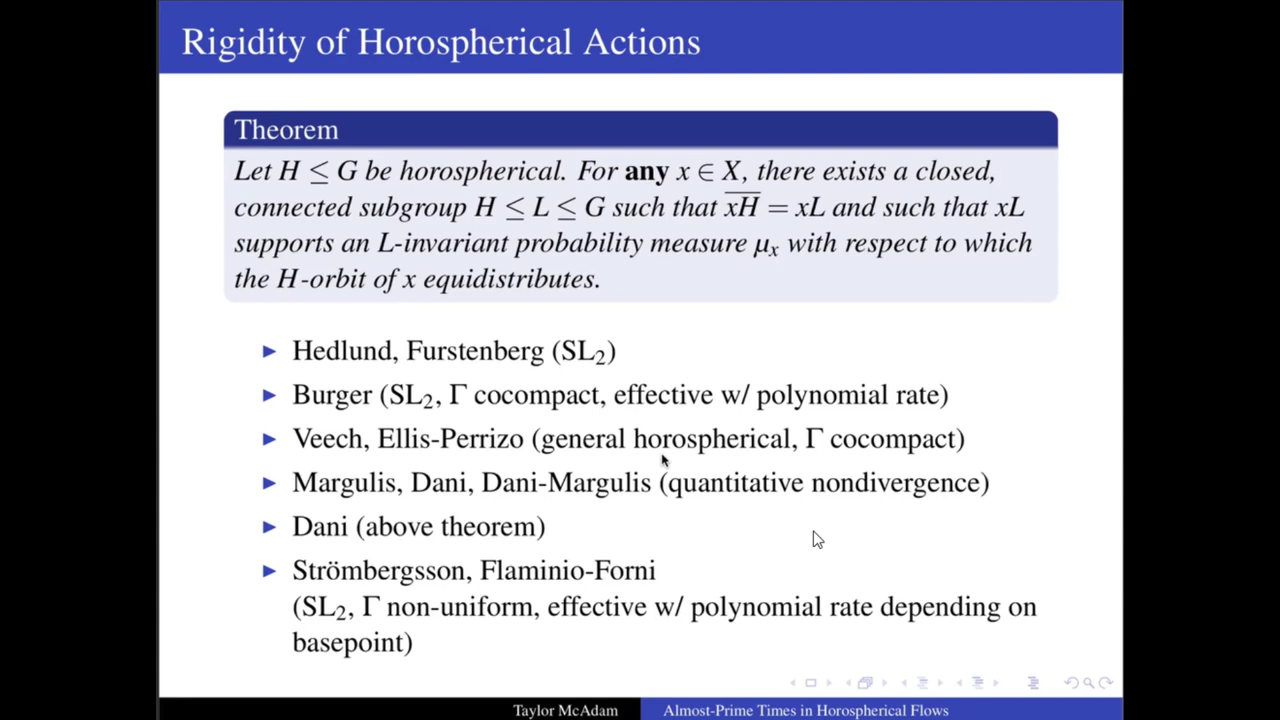 Rigidity of Horospherical Actions
Theorem
Let H ≤ G be horospherical. For any x ∈ X, there exists a closed,
connected subgroup H ≤ L ≤ G such that \overline{xH} = xL and such that xL
supports an L-invariant probability measure μₓ with respect to which
the H-orbit of x equidistributes.
▶ Hedlund, Furstenberg (SL₂)
▶ Burger (SL₂, Γ cocompact, effective w/ polynomial rate)
▶ Veech, Ellis-Perrizo (general horospherical, Γ cocompact)
▶ Margulis, Dani, Dani-Margulis (quantitative nondivergence)
▶ Dani (above theorem)
▶ Strömbergsson, Flaminio-Forni
(SL₂, Γ non-uniform, effective w/ polynomial rate depending on
basepoint)
Taylor McAdam
Almost-Prime Times in Horospherical Flows